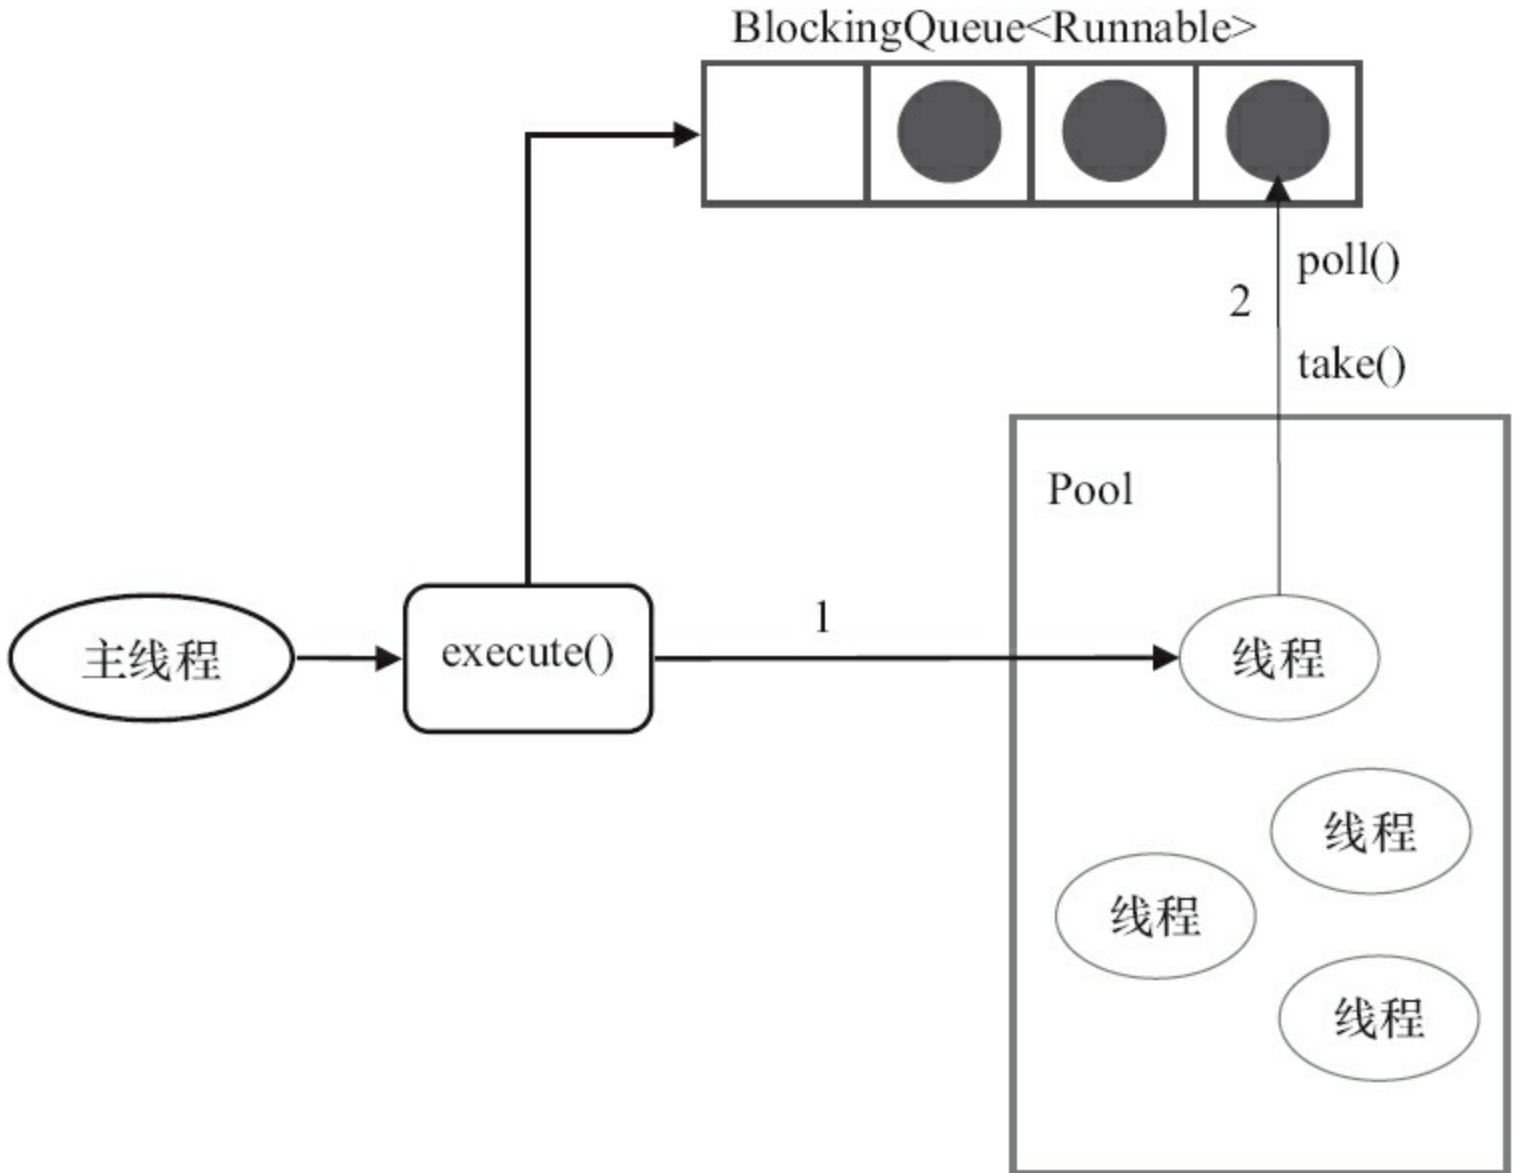 BlockingQueue<Runnable>
poll()
2
take()
Pool
主线程
execute()
1
线程
线程
线程
线程